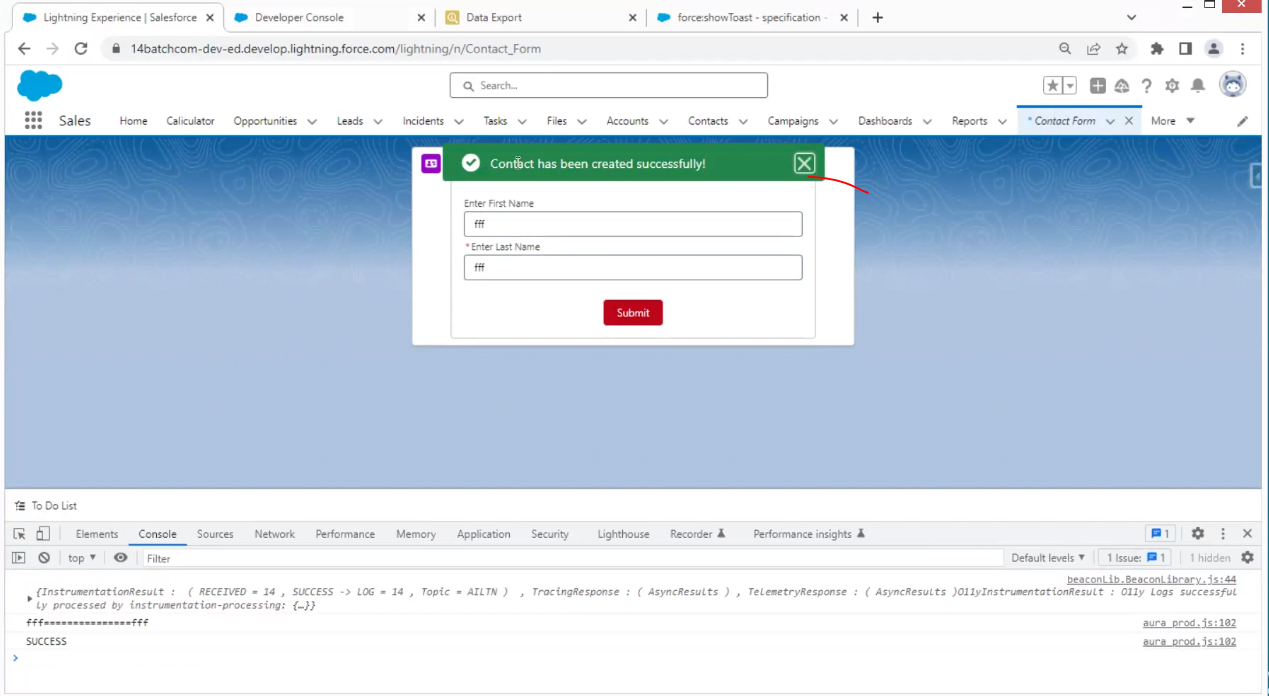 Lightning Experience | Salesforce
Developer Console
Data Export
force:showToast - specification -
14batchcom-dev-ed.develop.lightning.force.com/lightning/n/Contact_Form
Search...
Sales
Home
Calculator
Opportunities
Leads
Incidents
Tasks
Files
Accounts
Contacts
Campaigns
Dashboards
Reports
* Contact Form
More
Contact has been created successfully!
Enter First Name
fff
*Enter Last Name
fff
Submit
To Do List
Elements
Console
Sources
Network
Performance
Memory
Application
Security
Lighthouse
Recorder
Performance insights
1
top
Filter
Default levels
1 Issue: 1
1 hidden
beaconLib.BeaconLibrary.js:44
{InstrumentationResult : ( RECEIVED = 14 , SUCCESS -> LOG = 14 , Topic = AILTN ) , TracingResponse : ( AsyncResults ) , TelemetryResponse : ( AsyncResults )O11yInstrumentationResult : O11y Logs successful
ly processed by instrumentation-processing: {…}}
fff===============fff
aura_prod.js:102
SUCCESS
aura_prod.js:102